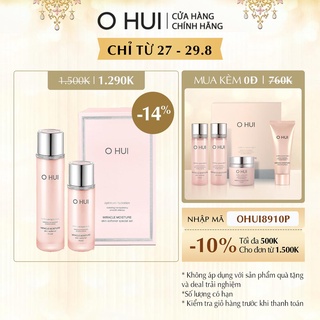 O HUI
CỬA HÀNG
CHÍNH HÃNG
CHỈ TỪ 27 - 29.8
1.500K | 1.290K
-14%
O HUI
MIRACLE MOISTURE
O HUI
O HUI
MUA KÈM 0Đ | 760K
O HUI
NHẬP MÃ
OHUI8910P
-10%
Tối đa 500K
Cho đơn từ 1.500K
* Không áp dụng với sản phẩm quà tặng
và deal trải nghiệm
*Số lượng có hạn
* Kiểm tra giỏ hàng trước khi thanh toán